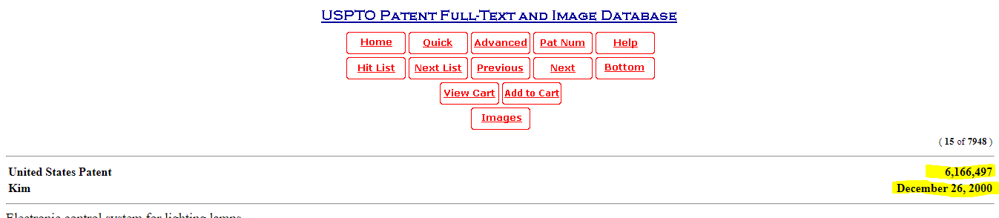 USPTO PATENT FULL-TEXT AND IMAGE DATABASE
Home Quick Advanced Pat Num Help
Hit List Next List Previous Next Bottom
View Cart Add to Cart
Images
( 15 of 7948 )
United States Patent 6,166,497
Kim December 26, 2000
Electronic control system for lighting lamps